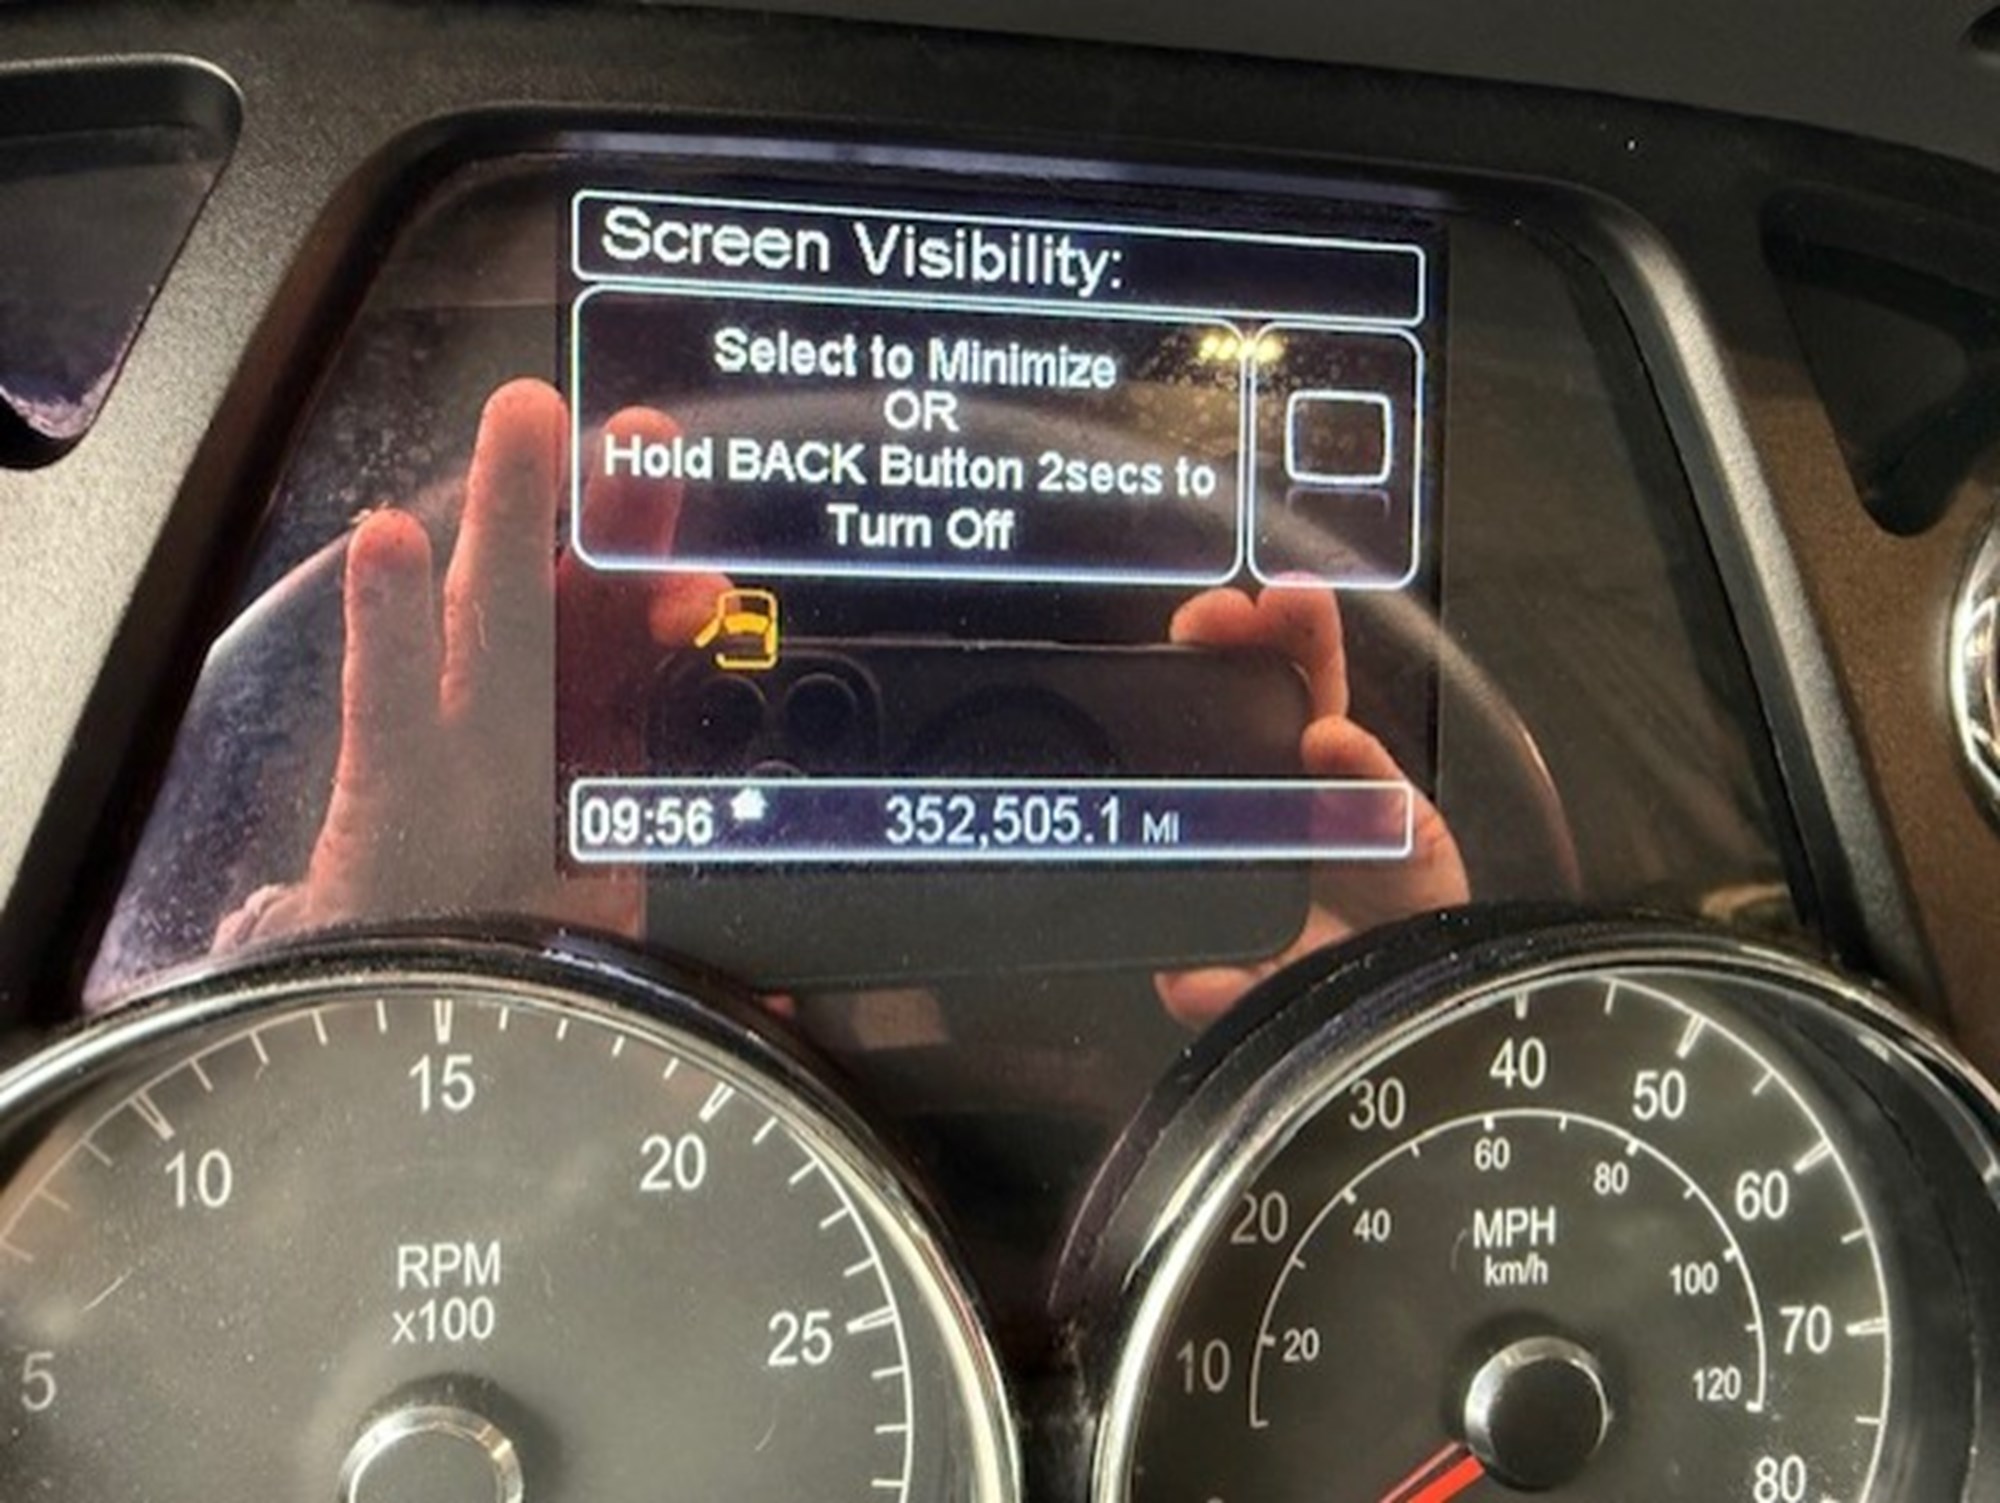 Screen Visibility:
Select to Minimize
OR
Hold BACK Button 2secs to
Turn Off
09:56 352,505.1 MI
5
10
15
20
25
RPM
x100
10
20
30
40
50
60
70
80
20
40
60
80
100
120
MPH
km/h